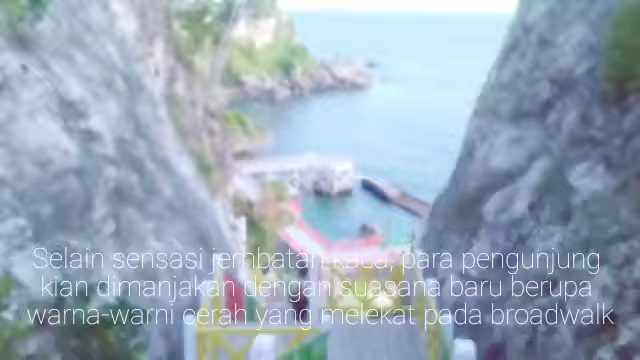 Selain sensasi jembatan kaca, para pengunjung
kian dimanjakan dengan suasana baru berupa
warna-warni cerah yang melekat pada broadwalk